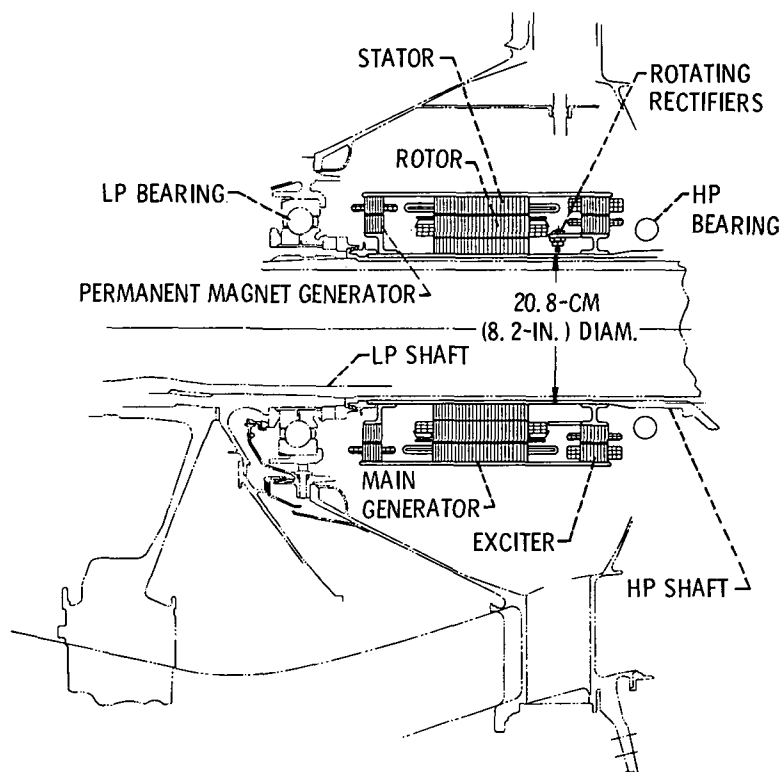 STATOR
ROTATING
RECTIFIERS
ROTOR
LP BEARING
HP
BEARING
PERMANENT MAGNET GENERATOR
20.8-CM
(8.2-IN.) DIAM.
LP SHAFT
MAIN
GENERATOR
EXCITER
HP SHAFT